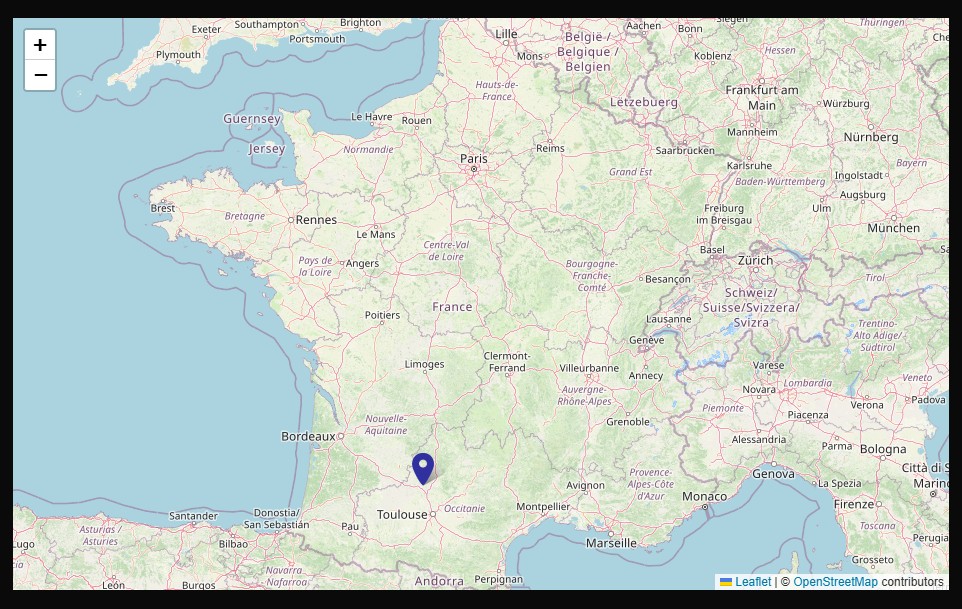 +
−
Exeter
Southampton
Brighton
Portsmouth
Plymouth
Lille
Mons
België /
Belgique /
Belgien
Aachen
Bonn
Siegen
Thüringen
Koblenz
Hessen
Hauts-de-
France
Lëtzebuerg
Frankfurt am
Main
Würzburg
Guernsey
Jersey
Le Havre
Rouen
Normandie
Paris
Reims
Grand Est
Saarbrücken
Mannheim
Nürnberg
Karlsruhe
Baden-Württemberg
Ingolstadt
Bayern
Augsburg
Ulm
München
Freiburg
im Breisgau
Brest
Bretagne
Rennes
Le Mans
Pays de
la Loire
Angers
Centre-Val
de Loire
Bourgogne-
Franche-
Comté
Besançon
Basel
Zürich
Schweiz/
Suisse/Svizzera/
Svizra
Tirol
France
Poitiers
Lausanne
Genève
Trentino-
Alto Adige/
Südtirol
Limoges
Clermont-
Ferrand
Villeurbanne
Annecy
Auvergne-
Rhône-Alpes
Varese
Novara
Lombardia
Veneto
Verona
Padova
Piemonte
Piacenza
Nouvelle-
Aquitaine
Bordeaux
Grenoble
Alessandria
Parma
Bologna
Genova
La Spezia
Città di S
Marino
Firenze
Toscana
Perugia
Grosseto
Provence-
Alpes-Côte
d'Azur
Avignon
Monaco
Montpellier
Marseille
Toulouse
Occitanie
Pau
Donostia/
San Sebastián
Santander
Bilbao
Asturias /
Asturies
Lugo
León
Burgos
Navarra -
Nafarroa
Andorra
Perpignan
Leaflet | © OpenStreetMap contributors